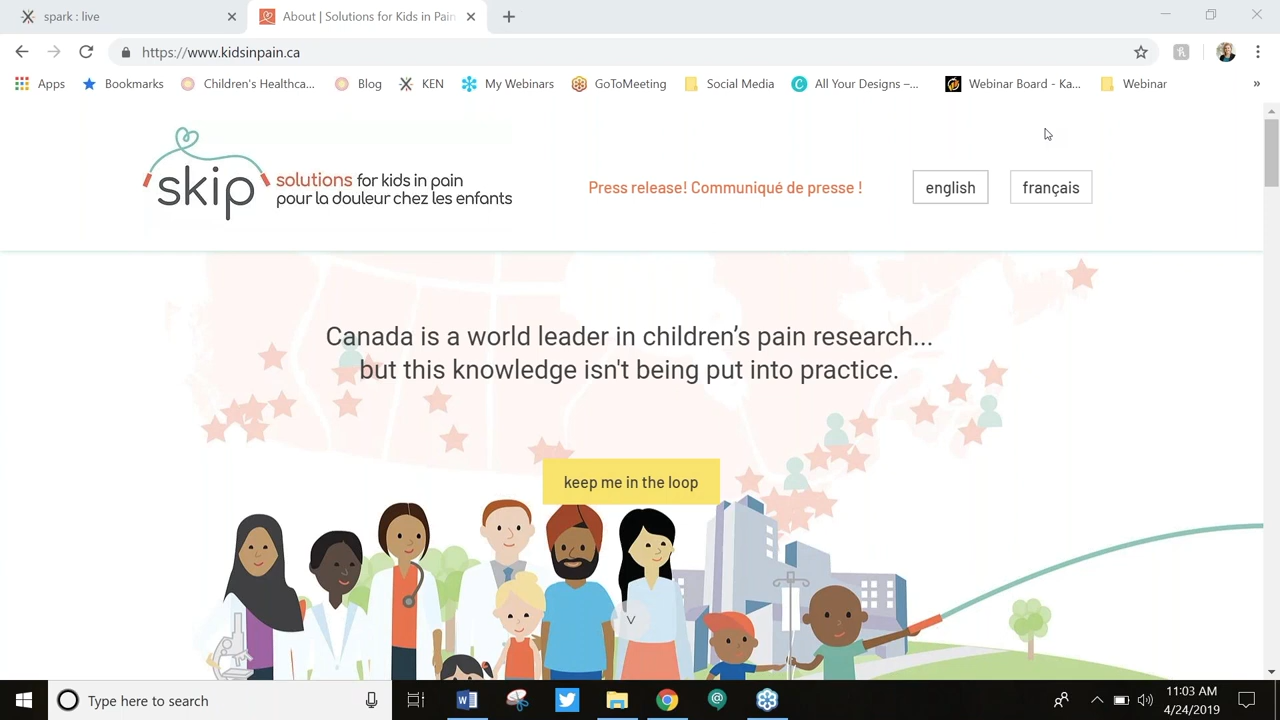 spark : live
About | Solutions for Kids in Pain
https://www.kidsinpain.ca
Apps
Bookmarks
Children's Healthca...
Blog
KEN
My Webinars
GoToMeeting
Social Media
All Your Designs –...
Webinar Board - Ka...
Webinar
»
skip
solutions for kids in pain
pour la douleur chez les enfants
Press release! Communiqué de presse !
english
français
Canada is a world leader in children’s pain research...
but this knowledge isn't being put into practice.
keep me in the loop
Type here to search
11:03 AM
4/24/2019